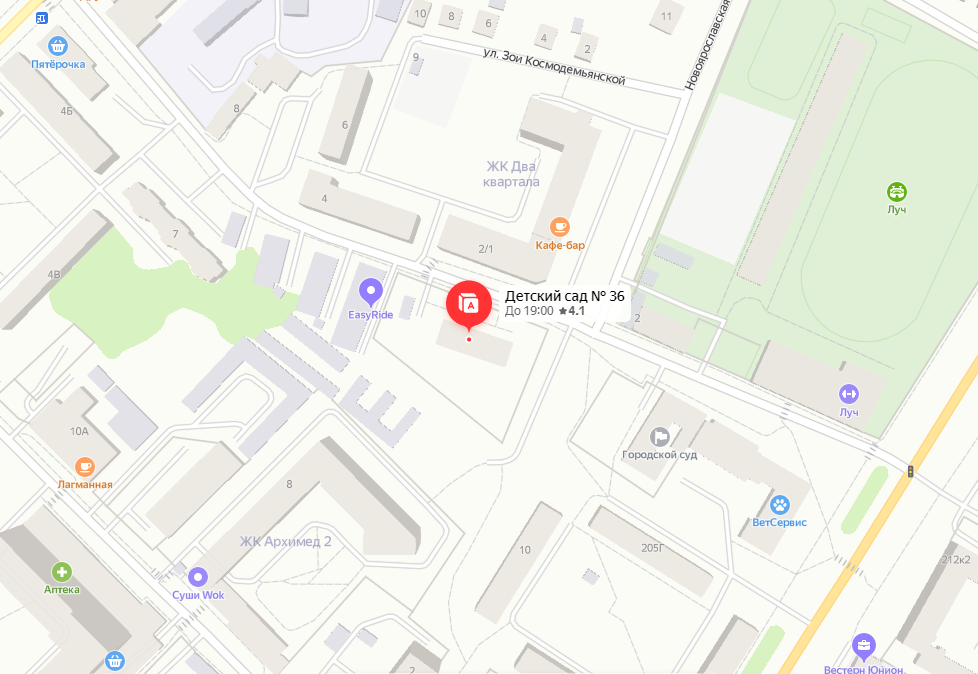 10
8
6
11
4
2
9
Пятёрочка
ул. Зои Космодемьянской
Новоярославская
4Б
8
6
ЖК Два
квартала
4
Луч
7
2/1
Кафе-бар
4В
EasyRide
Детский сад № 36
До 19:00 ★4.1
2
Луч
10А
Городской суд
Лагманная
8
ВетСервис
ЖК Архимед 2
10
205Г
212к2
Аптека
Суши Wok
2
Вестерн Юнион,